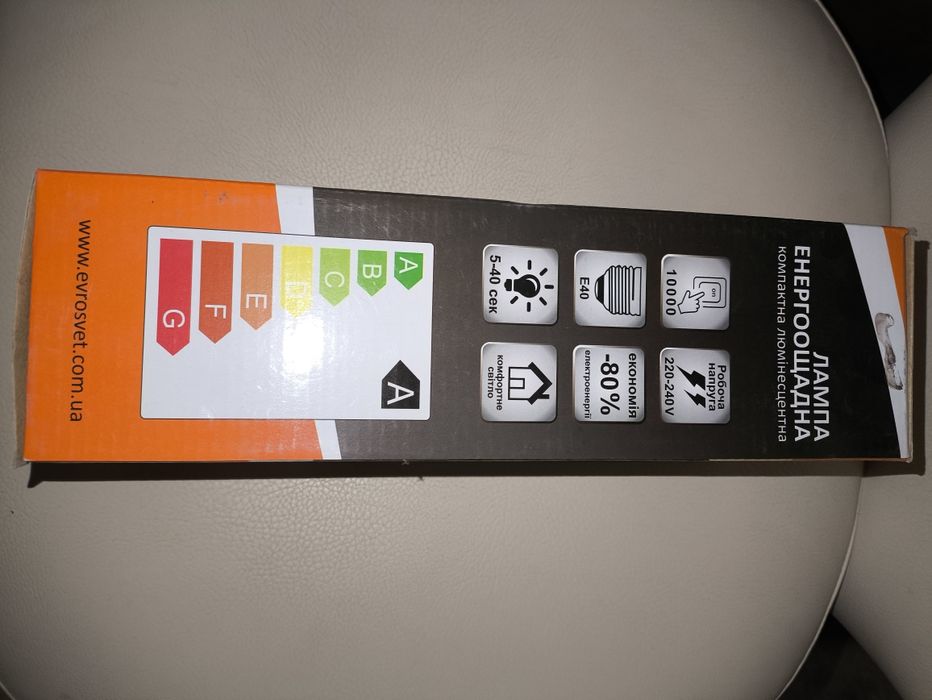 ЛАМПА
ЕНЕРГООЩАДНА
компактна люмінесцентна
10000
Робоча
напруга
220-240V
E40
економія
-80%
електроенергії
5-40 сек
комфортне
світло
A
B
C
D
E
F
G
A
www.evrosvet.com.ua